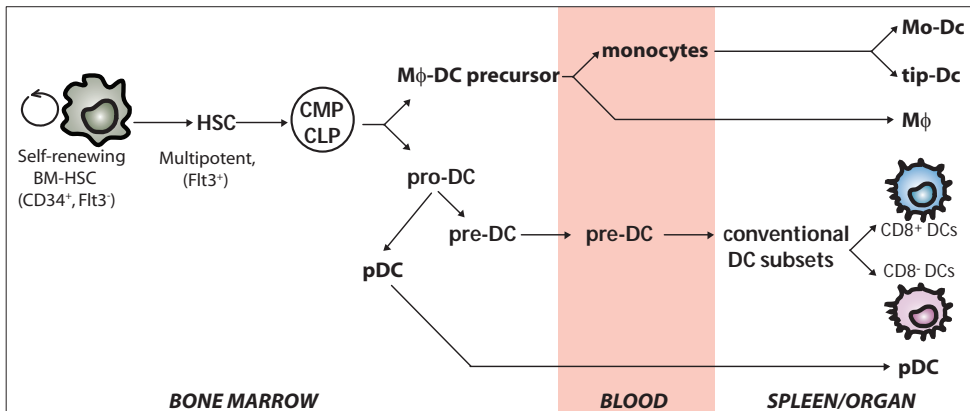 Mo-Dc
monocytes
Mϕ-DC precursor
tip-Dc
CMP
CLP
HSC
Mϕ
Self-renewing
BM-HSC
(CD34⁺, Flt3⁻)
Multipotent,
(Flt3⁺)
pro-DC
pre-DC
pre-DC
conventional
DC subsets
CD8⁺ DCs
CD8⁻ DCs
pDC
pDC
BONE MARROW
BLOOD
SPLEEN/ORGAN